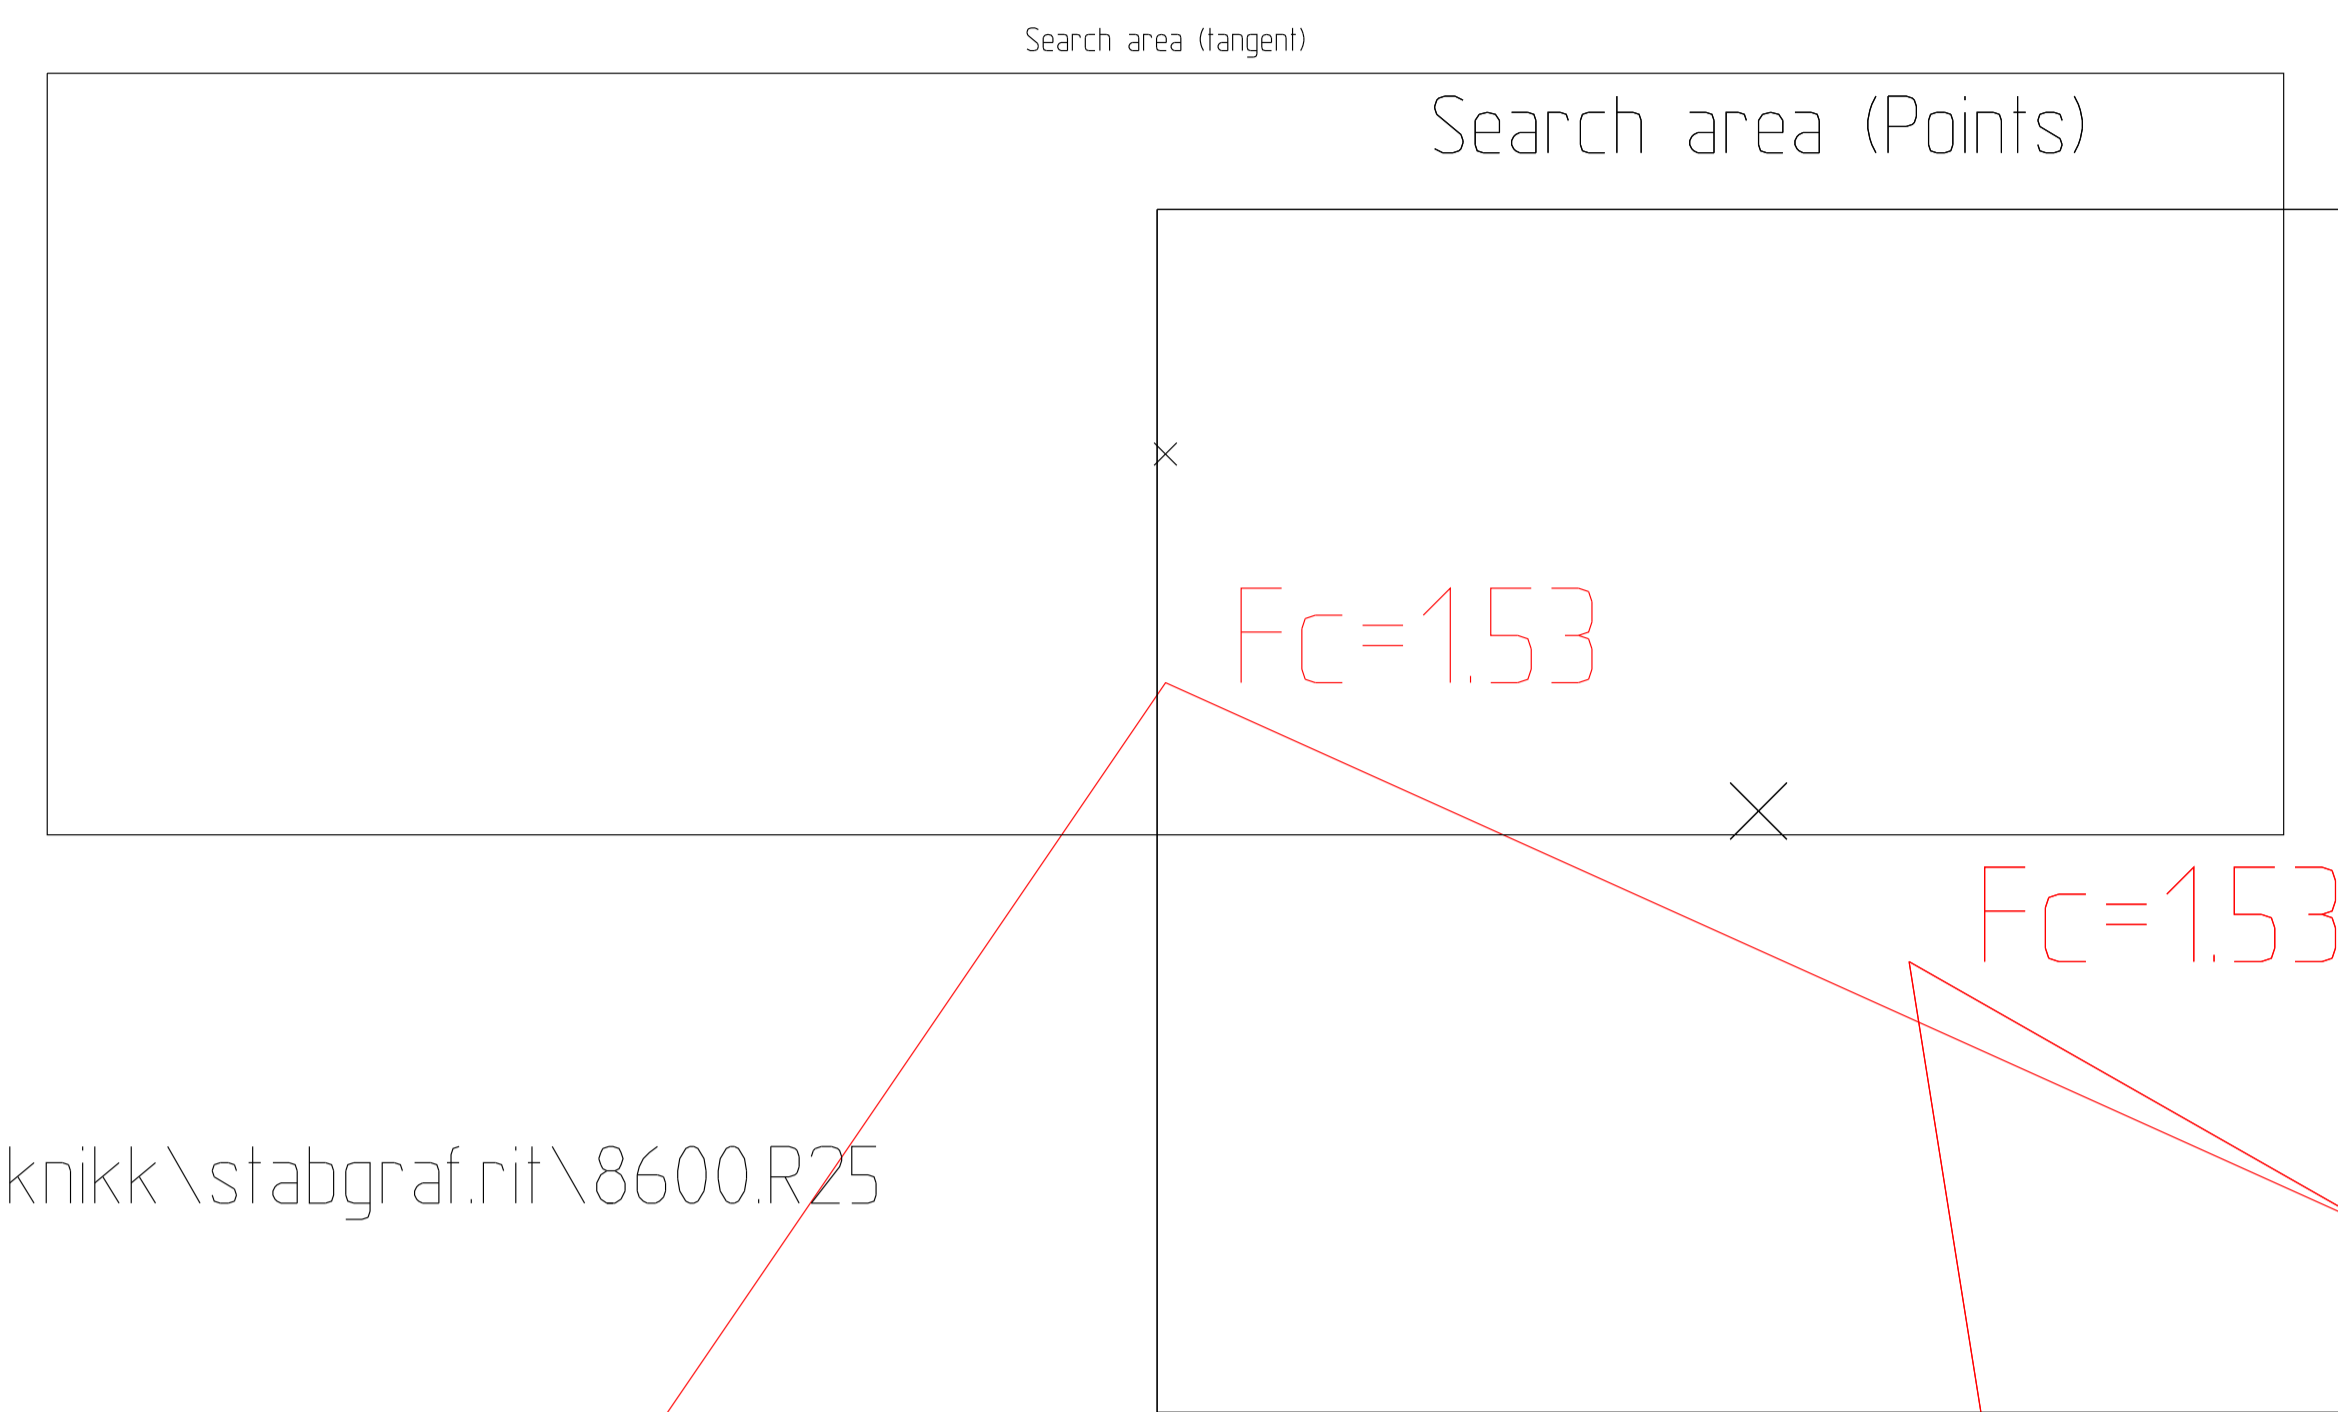 Search area (tangent)
Search area (Points)
Fc=1.53
Fc=1.53
knikk\stabgraf.rit\8600.R25